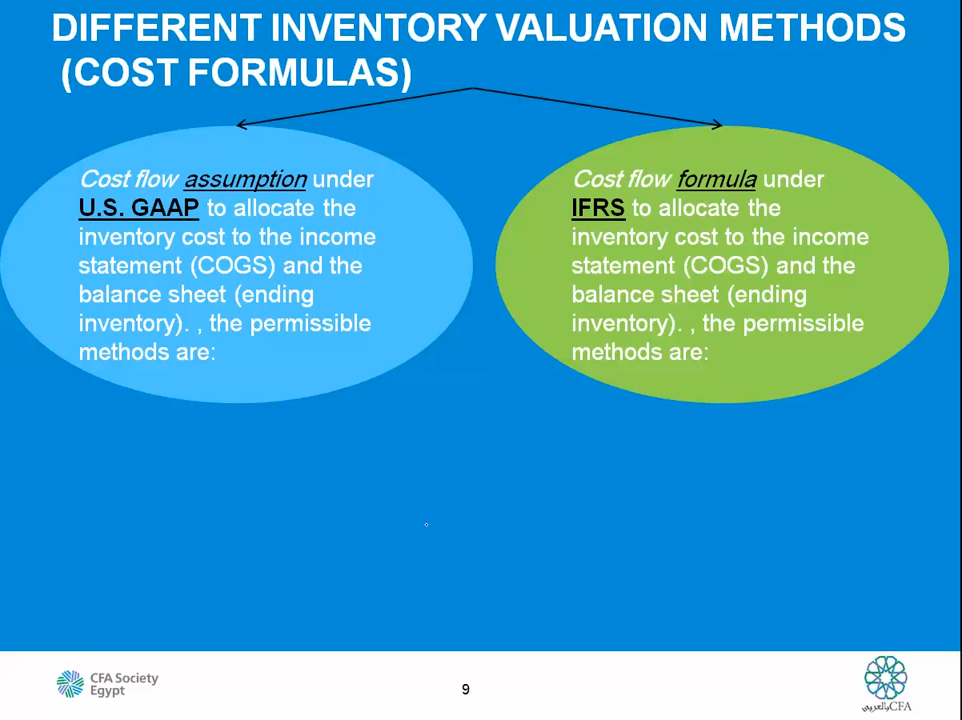 DIFFERENT INVENTORY VALUATION METHODS
(COST FORMULAS)
Cost flow assumption under
U.S. GAAP to allocate the
inventory cost to the income
statement (COGS) and the
balance sheet (ending
inventory). , the permissible
methods are:
Cost flow formula under
IFRS to allocate the
inventory cost to the income
statement (COGS) and the
balance sheet (ending
inventory). , the permissible
methods are:
CFA Society
Egypt
9
CFAبالعربي